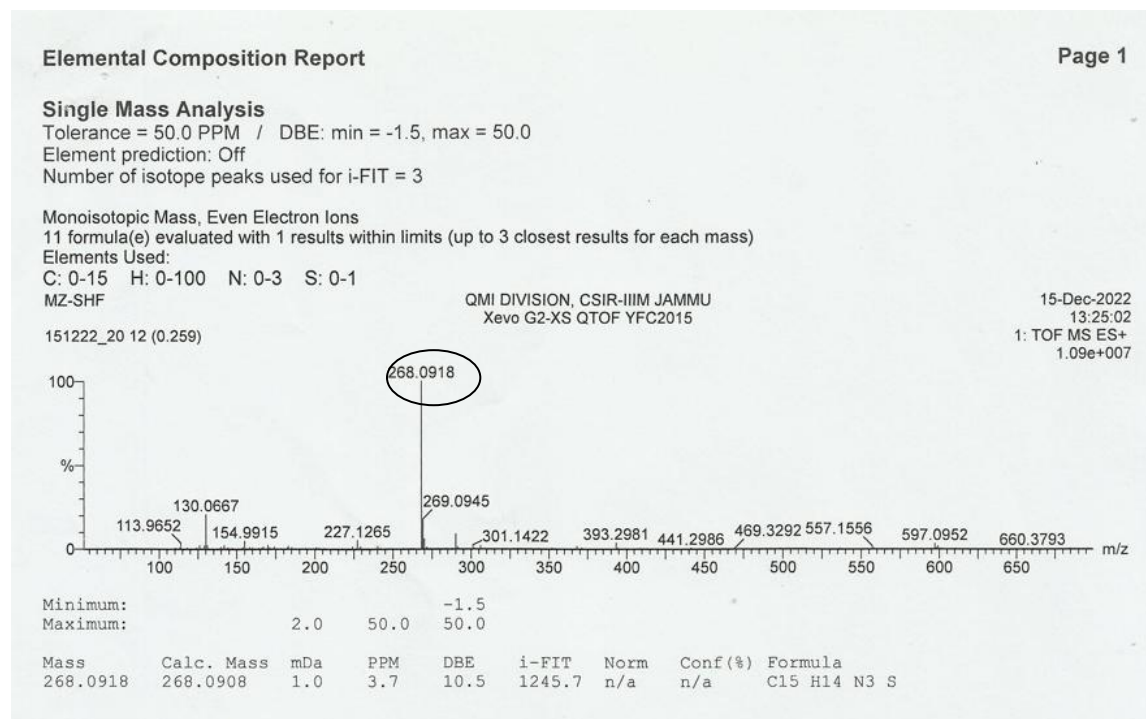 Elemental Composition Report Page 1
Single Mass Analysis
Tolerance = 50.0 PPM / DBE: min = -1.5, max = 50.0
Element prediction: Off
Number of isotope peaks used for i-FIT = 3
Monoisotopic Mass, Even Electron Ions
11 formula(e) evaluated with 1 results within limits (up to 3 closest results for each mass)
Elements Used:
C: 0-15 H: 0-100 N: 0-3 S: 0-1
MZ-SHF QMI DIVISION, CSIR-IIIM JAMMU 15-Dec-2022
Xevo G2-XS QTOF YFC2015 13:25:02
151222_20 12 (0.259) 1: TOF MS ES+
1.09e+007
268.0918
100
%
130.0667 269.0945
113.9652 154.9915 227.1265 301.1422 393.2981 441.2986 469.3292 557.1556 597.0952 660.3793
0 m/z
100 150 200 250 300 350 400 450 500 550 600 650
Minimum: -1.5
Maximum: 2.0 50.0 50.0
Mass Calc. Mass mDa PPM DBE i-FIT Norm Conf(%) Formula
268.0918 268.0908 1.0 3.7 10.5 1245.7 n/a n/a C15 H14 N3 S